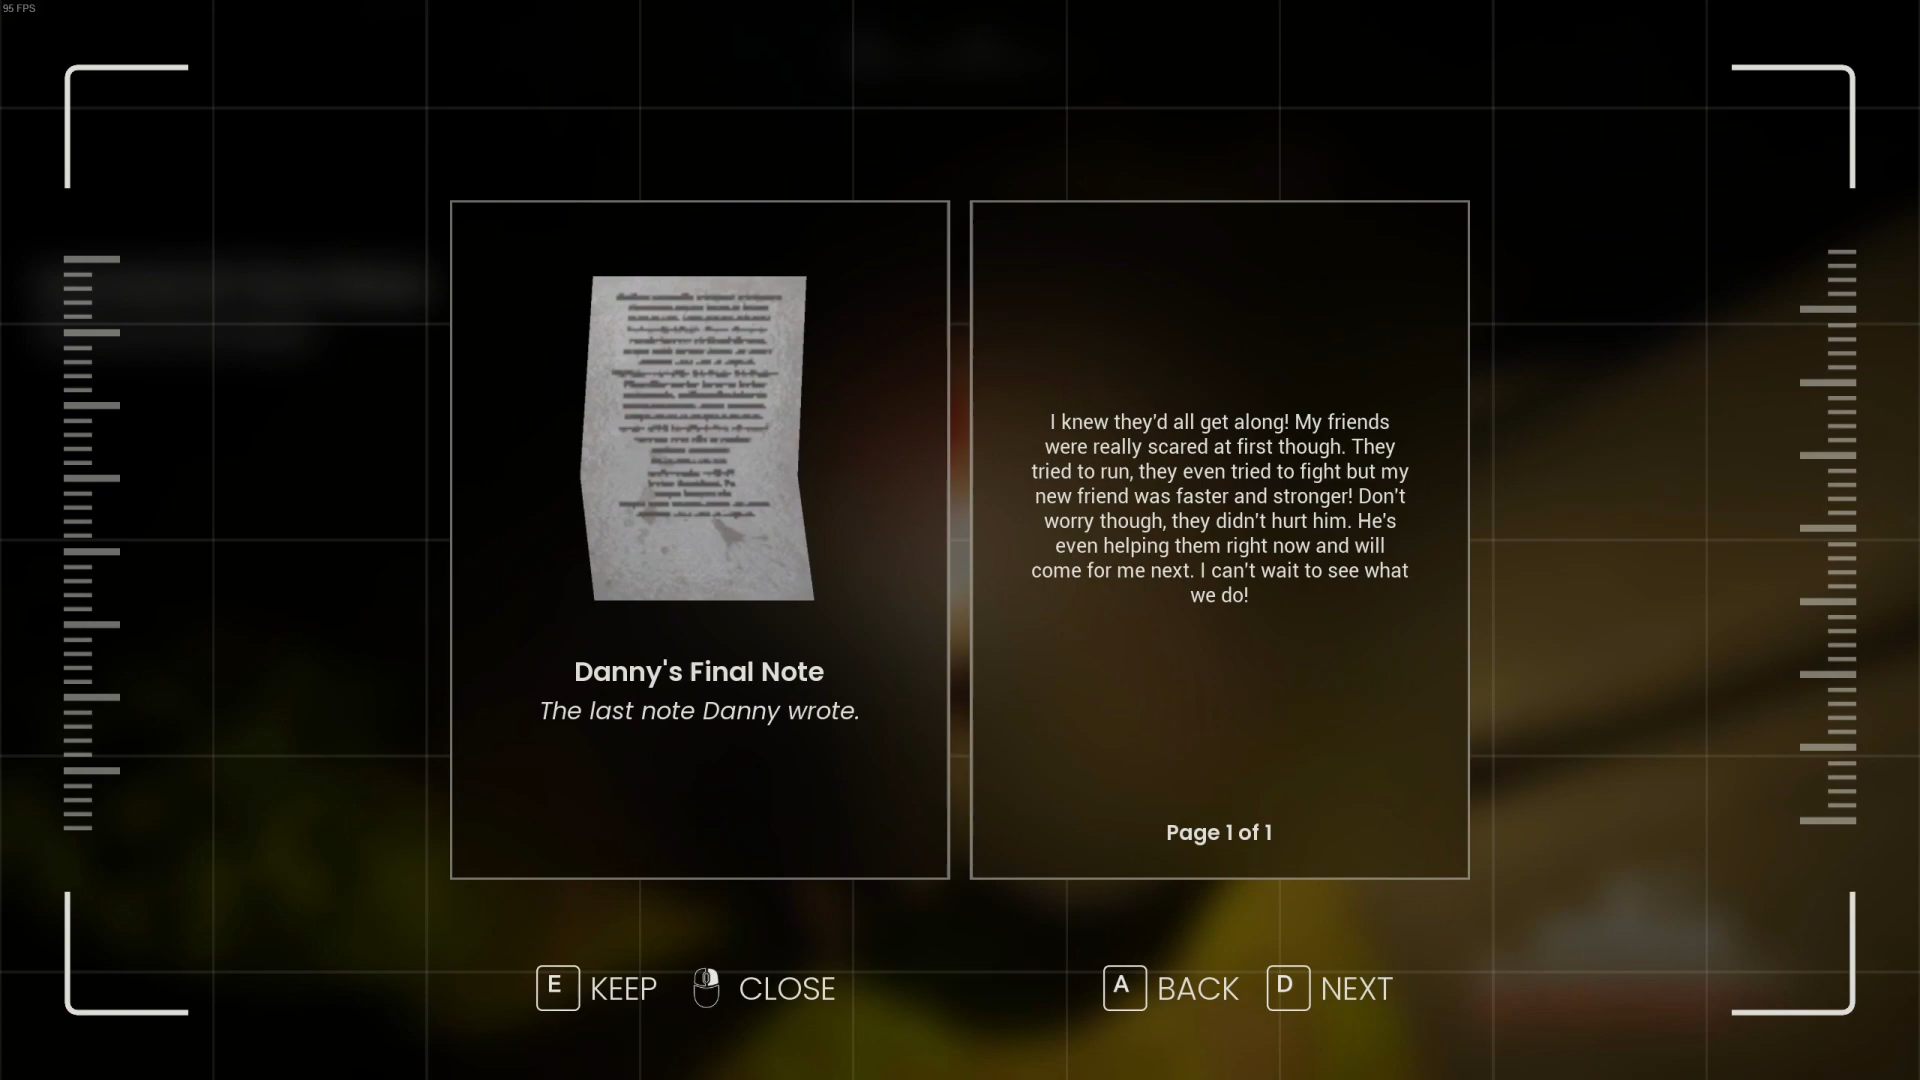 95 FPS
Danny's Final Note
The last note Danny wrote.
I knew they'd all get along! My friends
were really scared at first though. They
tried to run, they even tried to fight but my
new friend was faster and stronger! Don't
worry though, they didn't hurt him. He's
even helping them right now and will
come for me next. I can't wait to see what
we do!
Page 1 of 1
E KEEP CLOSE A BACK D NEXT